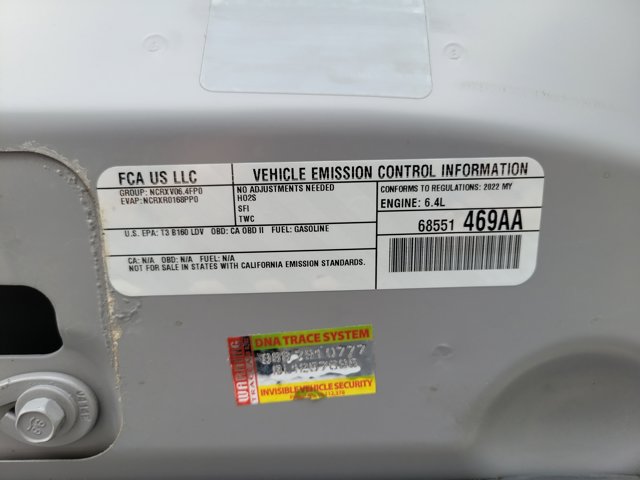 FCA US LLC
GROUP: NCRXV06.4FP0
EVAP: NCRXR0168PP0
NO ADJUSTMENTS NEEDED
HO2S
SFI
TWC
U.S. EPA: T3 B160 LDV OBD: CA OBD II FUEL: GASOLINE
CA: N/A OBD: N/A FUEL: N/A
NOT FOR SALE IN STATES WITH CALIFORNIA EMISSION STANDARDS.
VEHICLE EMISSION CONTROL INFORMATION
CONFORMS TO REGULATIONS: 2022 MY
ENGINE: 6.4L
68551 469AA
WARNING
DNA TRACE SYSTEM
INVISIBLE VEHICLE SECURITY